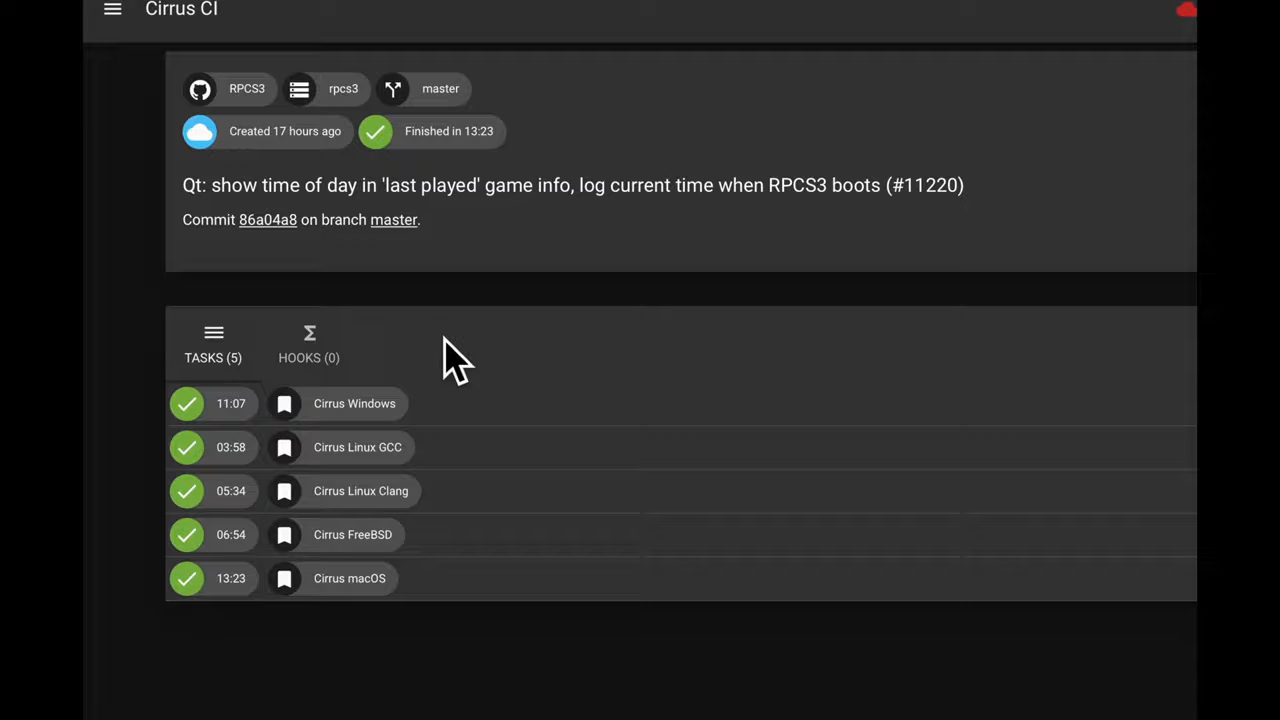 Cirrus CI
RPCS3 rpcs3 master
Created 17 hours ago Finished in 13:23
Qt: show time of day in 'last played' game info, log current time when RPCS3 boots (#11220)
Commit 86a04a8 on branch master.
TASKS (5) HOOKS (0)
11:07 Cirrus Windows
03:58 Cirrus Linux GCC
05:34 Cirrus Linux Clang
06:54 Cirrus FreeBSD
13:23 Cirrus macOS